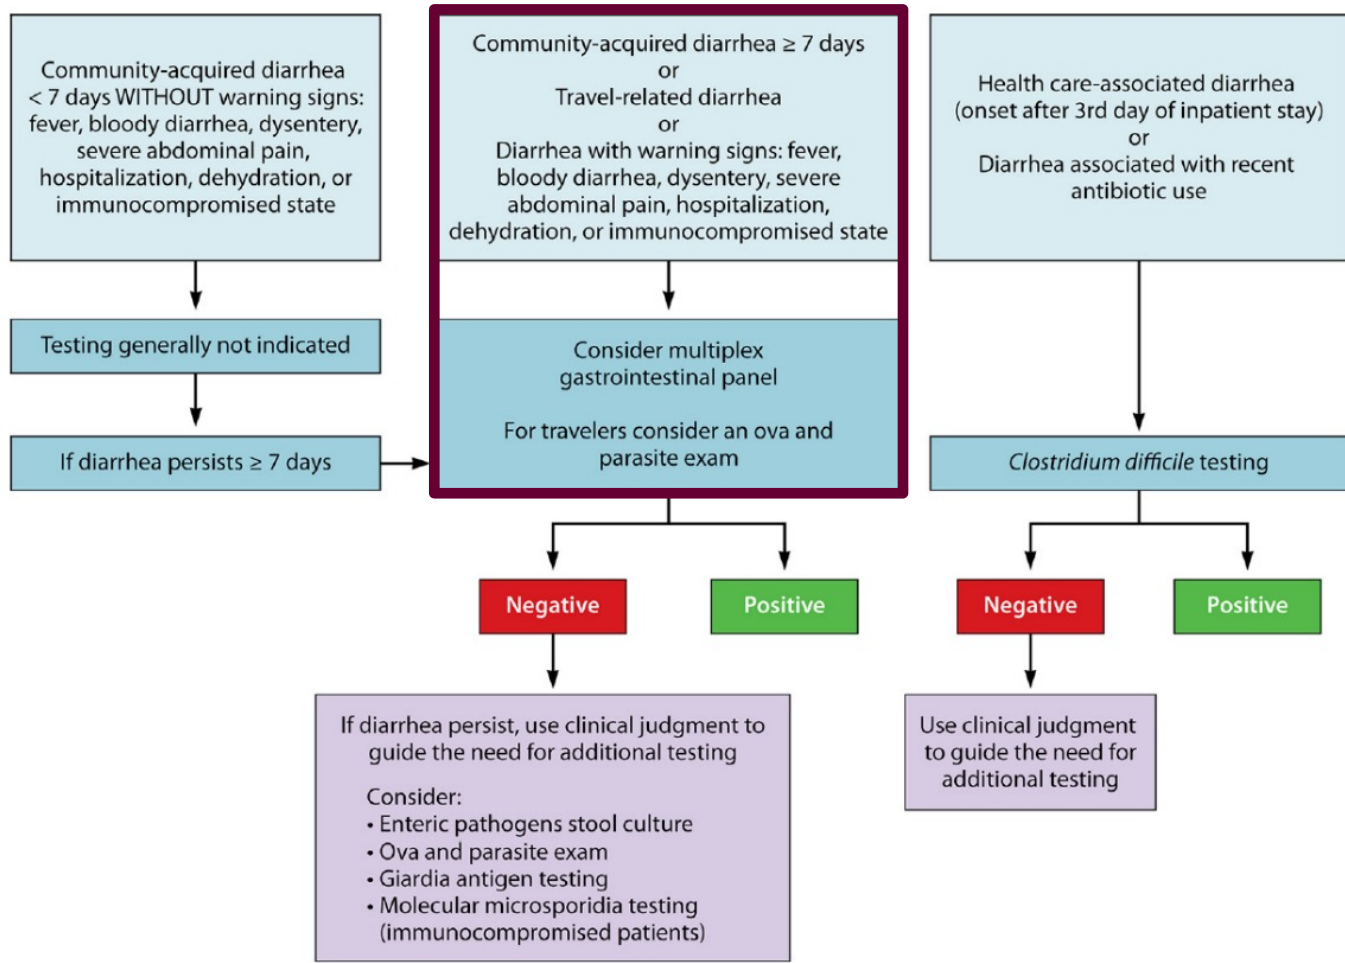 Community-acquired diarrhea
< 7 days WITHOUT warning signs:
fever, bloody diarrhea, dysentery,
severe abdominal pain,
hospitalization, dehydration, or
immunocompromised state
Community-acquired diarrhea ≥ 7 days
or
Travel-related diarrhea
or
Diarrhea with warning signs: fever,
bloody diarrhea, dysentery, severe
abdominal pain, hospitalization,
dehydration, or immunocompromised state
Health care-associated diarrhea
(onset after 3rd day of inpatient stay)
or
Diarrhea associated with recent
antibiotic use
Testing generally not indicated
If diarrhea persists ≥ 7 days
Consider multiplex
gastrointestinal panel
For travelers consider an ova and
parasite exam
Clostridium difficile testing
Negative
Positive
Negative
Positive
If diarrhea persist, use clinical judgment to
guide the need for additional testing
Consider:
• Enteric pathogens stool culture
• Ova and parasite exam
• Giardia antigen testing
• Molecular microsporidia testing
(immunocompromised patients)
Use clinical judgment
to guide the need for
additional testing